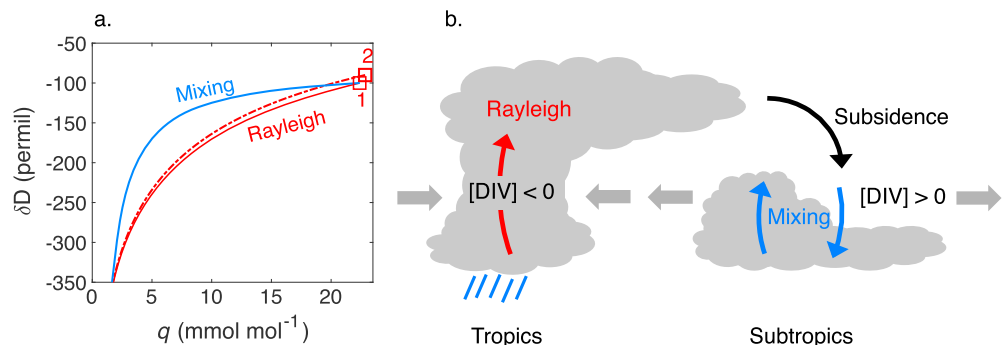 a.
-50
-100
-150
-200
-250
-300
-350
0
5
10
15
20
δD (permil)
q (mmol mol⁻¹)
Mixing
Rayleigh
2
1
b.
Rayleigh
[DIV] < 0
Tropics
Subsidence
[DIV] > 0
Mixing
Subtropics